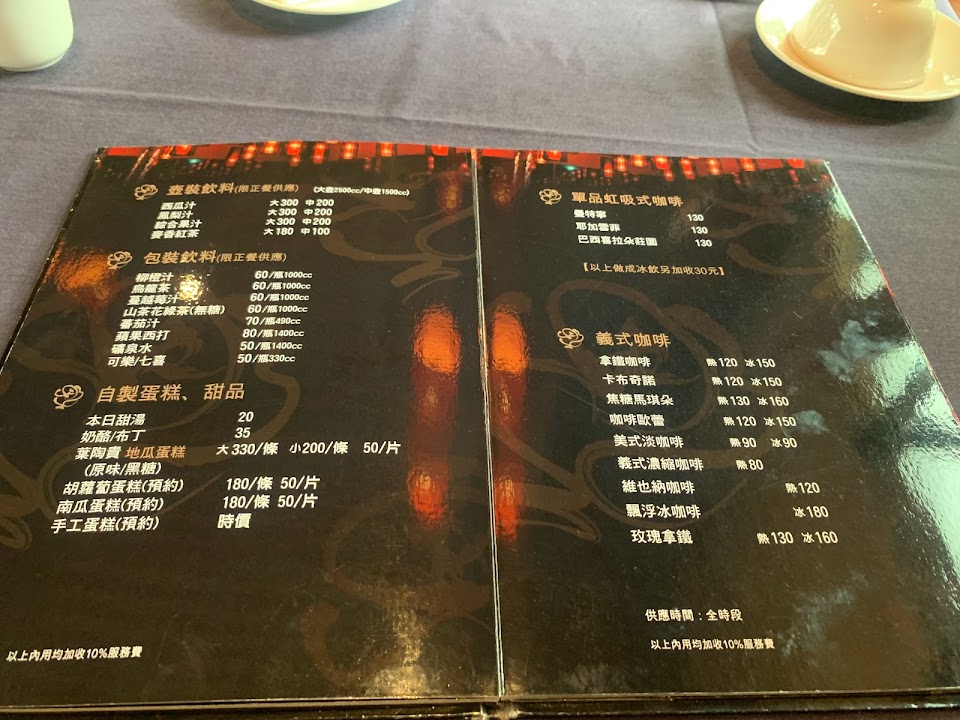 壺裝飲料(限正餐供應) (大壺2500cc/中壺1500cc)
西瓜汁 大300 中200
鳳梨汁 大300 中200
綜合果汁 大300 中200
麥香紅茶 大180 中100
包裝飲料(限正餐供應)
柳橙汁 60/瓶1000cc
烏龍茶 60/瓶1000cc
蔓越莓汁 60/瓶1000cc
山茶花綠茶(無糖) 60/瓶1000cc
蕃茄汁 70/瓶490cc
蘋果西打 80/瓶1400cc
礦泉水 50/瓶1400cc
可樂/七喜 50/瓶330cc
自製蛋糕、甜品
本日甜湯 20
奶酪/布丁 35
葉陶貴 地瓜蛋糕 大330/條 小200/條 50/片
(原味/黑糖)
胡蘿蔔蛋糕(預約) 180/條 50/片
南瓜蛋糕(預約) 180/條 50/片
手工蛋糕(預約) 時價
以上內用均加收10%服務費
單品虹吸式咖啡
曼特寧 130
耶加雪菲 130
巴西喜拉朵莊園 130
【以上做成冰飲另加收30元】
義式咖啡
拿鐵咖啡 熱120 冰150
卡布奇諾 熱120 冰150
焦糖馬琪朵 熱130 冰160
咖啡歐蕾 熱120 冰150
美式淡咖啡 熱90 冰90
義式濃縮咖啡 熱80
維也納咖啡 熱120
飄浮冰咖啡 冰180
玫瑰拿鐵 熱130 冰160
供應時間：全時段
以上內用均加收10%服務費